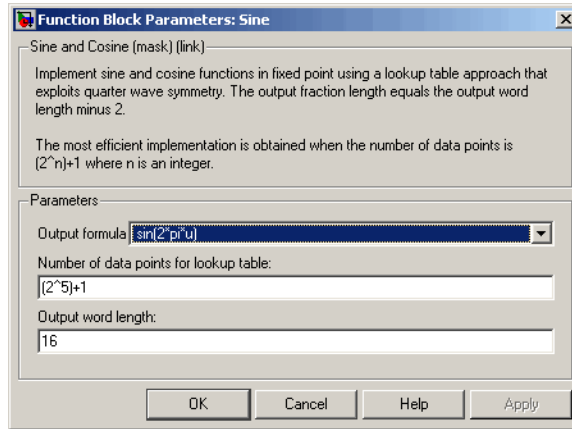 Function Block Parameters: Sine
Sine and Cosine (mask) (link)
Implement sine and cosine functions in fixed point using a lookup table approach that
exploits quarter wave symmetry. The output fraction length equals the output word
length minus 2.
The most efficient implementation is obtained when the number of data points is
(2^n)+1 where n is an integer.
Parameters
Output formula sin(2*pi*u)
Number of data points for lookup table:
(2^5)+1
Output word length:
16
OK Cancel Help Apply